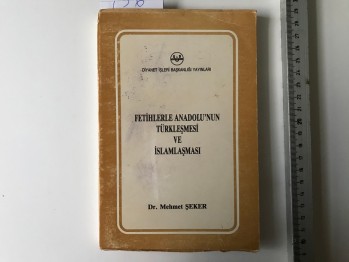 DİYANET İŞLERİ BAŞKANLIĞI YAYINLARI
FETİHLERLE ANADOLU'NUN
TÜRKLEŞMESİ
VE
İSLAMLAŞMASI
Dr. Mehmet ŞEKER